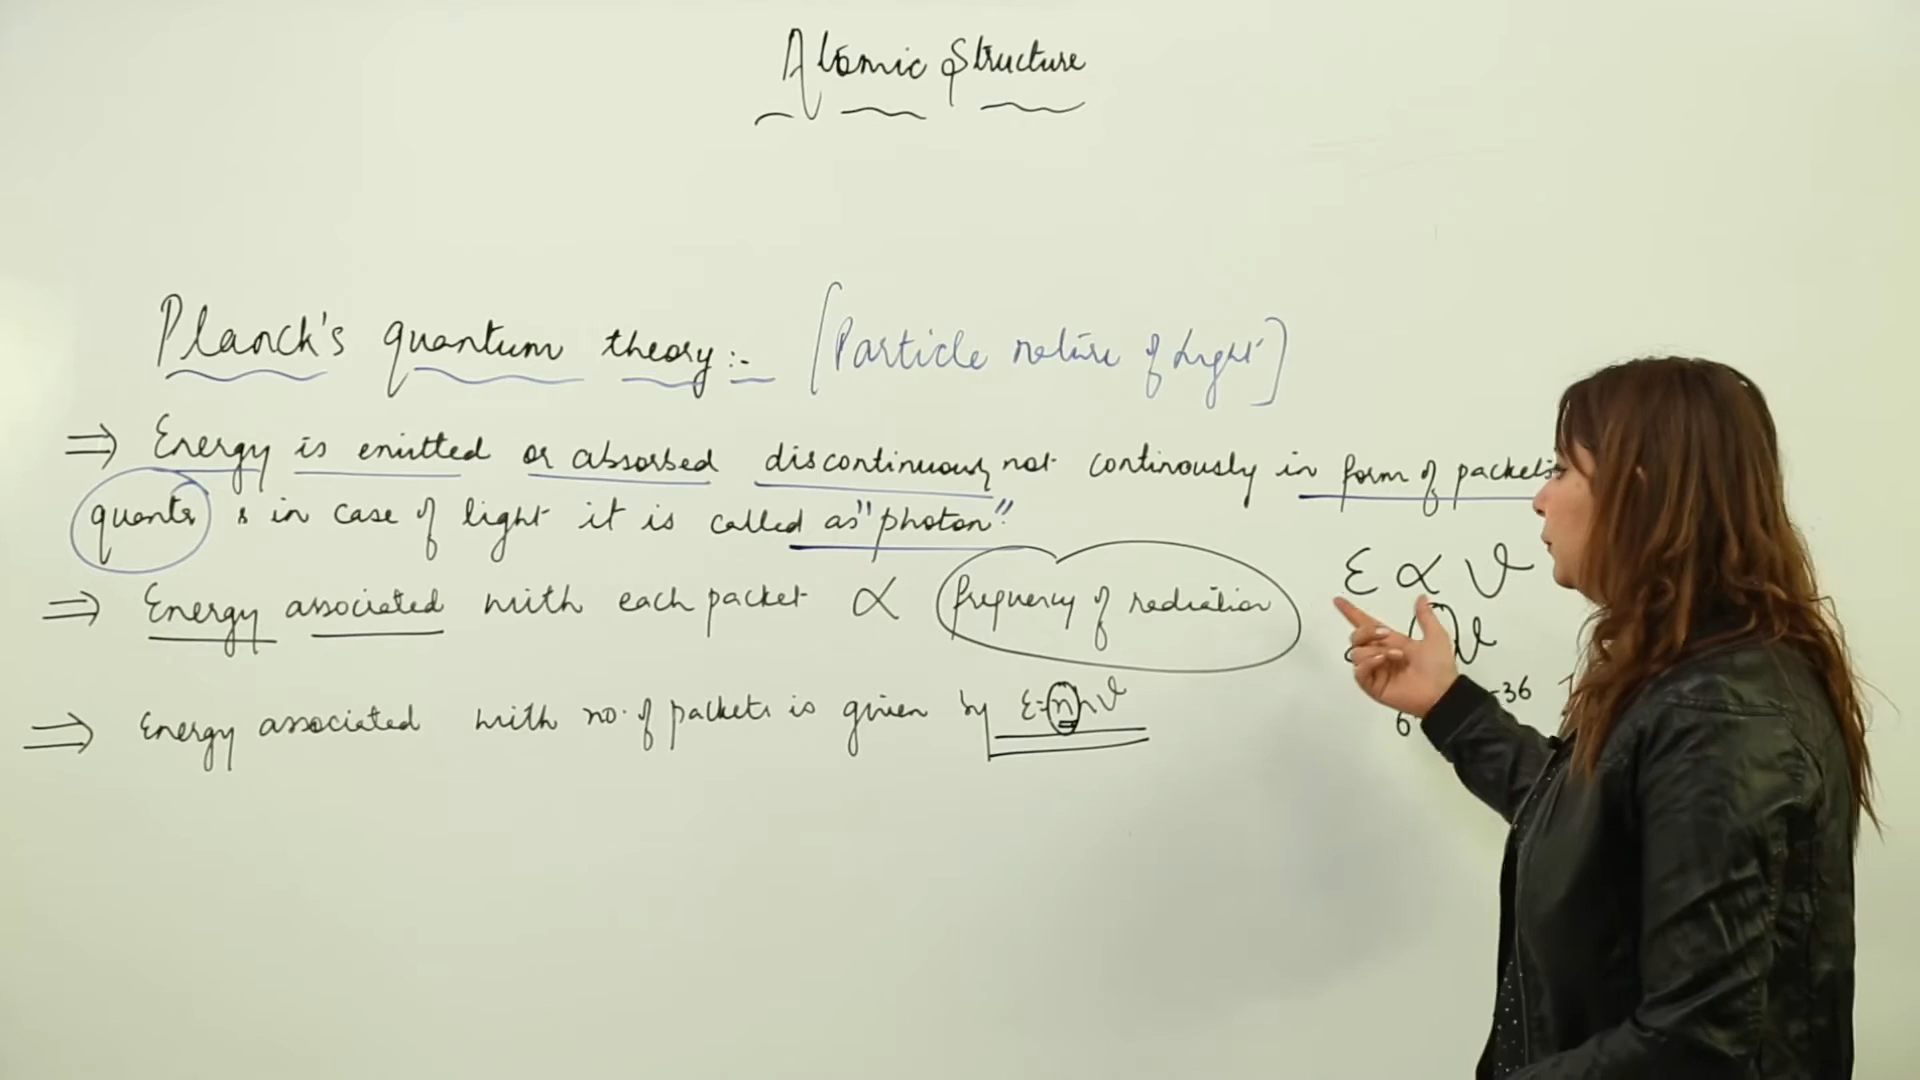 Atomic Structure
Planck's quantum theory:- [Particle nature of Light]
⇒ Energy is emitted or absorbed discontinuously not continously in form of packets
quanta & in case of light it is called as "photon".
⇒ Energy associated with each packet ∝ frequency of radiation
E ∝ ν
ν
-36
6
⇒ Energy associated with no. of packets is given by E=nhν